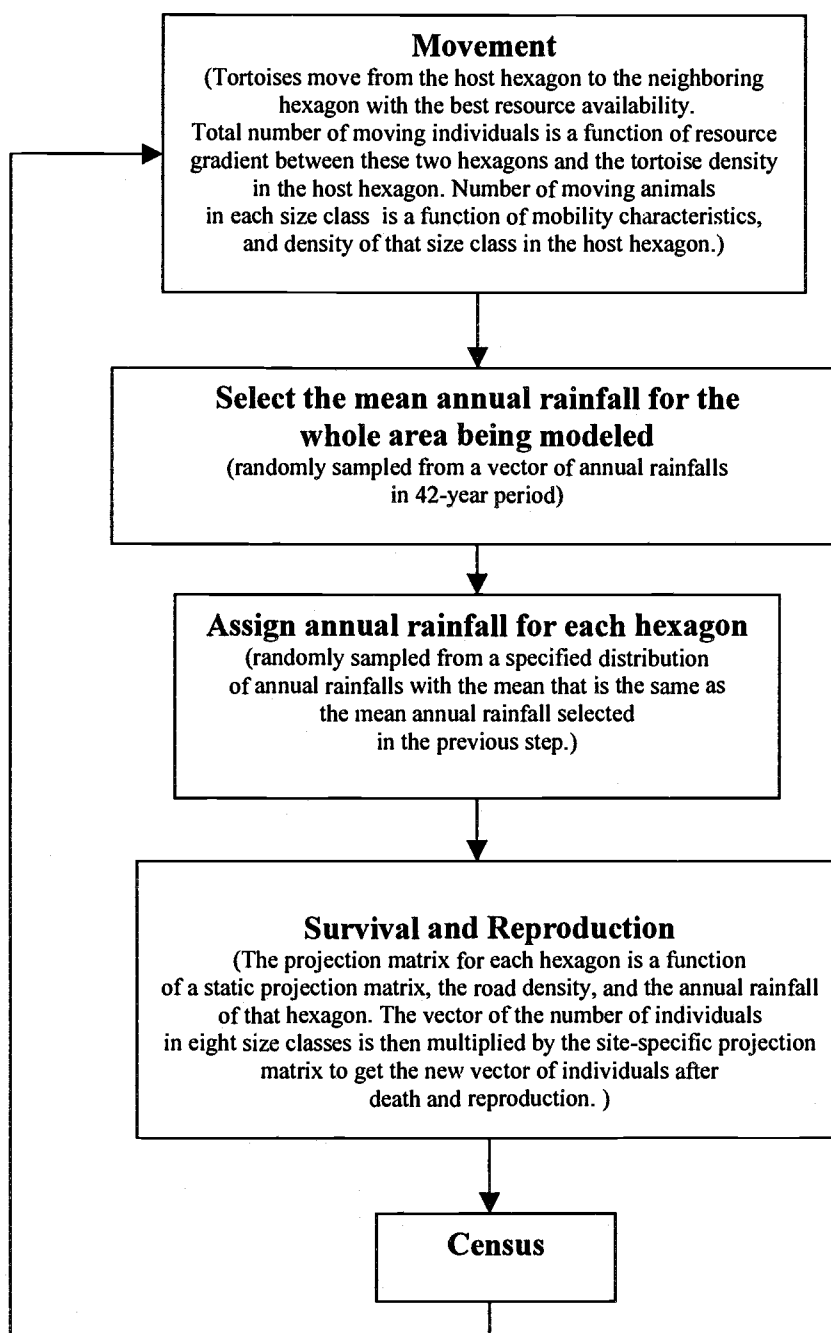 Movement
(Tortoises move from the host hexagon to the neighboring
hexagon with the best resource availability.
Total number of moving individuals is a function of resource
gradient between these two hexagons and the tortoise density
in the host hexagon. Number of moving animals
in each size class is a function of mobility characteristics,
and density of that size class in the host hexagon.)
Select the mean annual rainfall for the
whole area being modeled
(randomly sampled from a vector of annual rainfalls
in 42-year period)
Assign annual rainfall for each hexagon
(randomly sampled from a specified distribution
of annual rainfalls with the mean that is the same as
the mean annual rainfall selected
in the previous step.)
Survival and Reproduction
(The projection matrix for each hexagon is a function
of a static projection matrix, the road density, and the annual rainfall
of that hexagon. The vector of the number of individuals
in eight size classes is then multiplied by the site-specific projection
matrix to get the new vector of individuals after
death and reproduction. )
Census